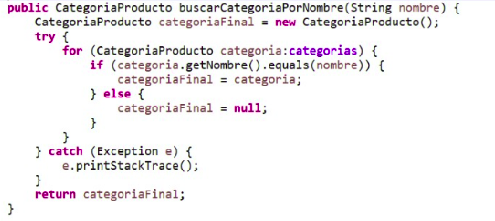 public CategoriaProducto buscarCategoriaPorNombre(String nombre) {
    CategoriaProducto categoriaFinal = new CategoriaProducto();
    try {
        for (CategoriaProducto categoria:categorias) {
            if (categoria.getNombre().equals(nombre)) {
                categoriaFinal = categoria;
            } else {
                categoriaFinal = null;
            }
        }
    } catch (Exception e) {
        e.printStackTrace();
    }
    return categoriaFinal;
}